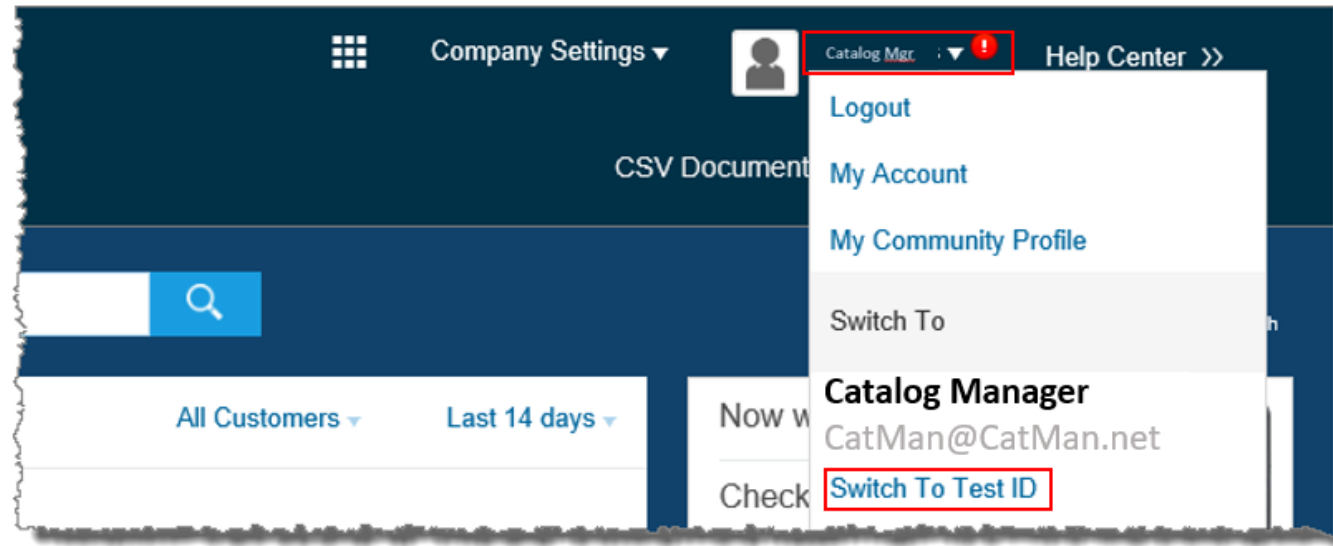 Company Settings
Catalog Mgr
!
Help Center >>
Logout
CSV Document
My Account
My Community Profile
Switch To
h
Catalog Manager
All Customers
Last 14 days
Now w
CatMan@CatMan.net
Check
Switch To Test ID